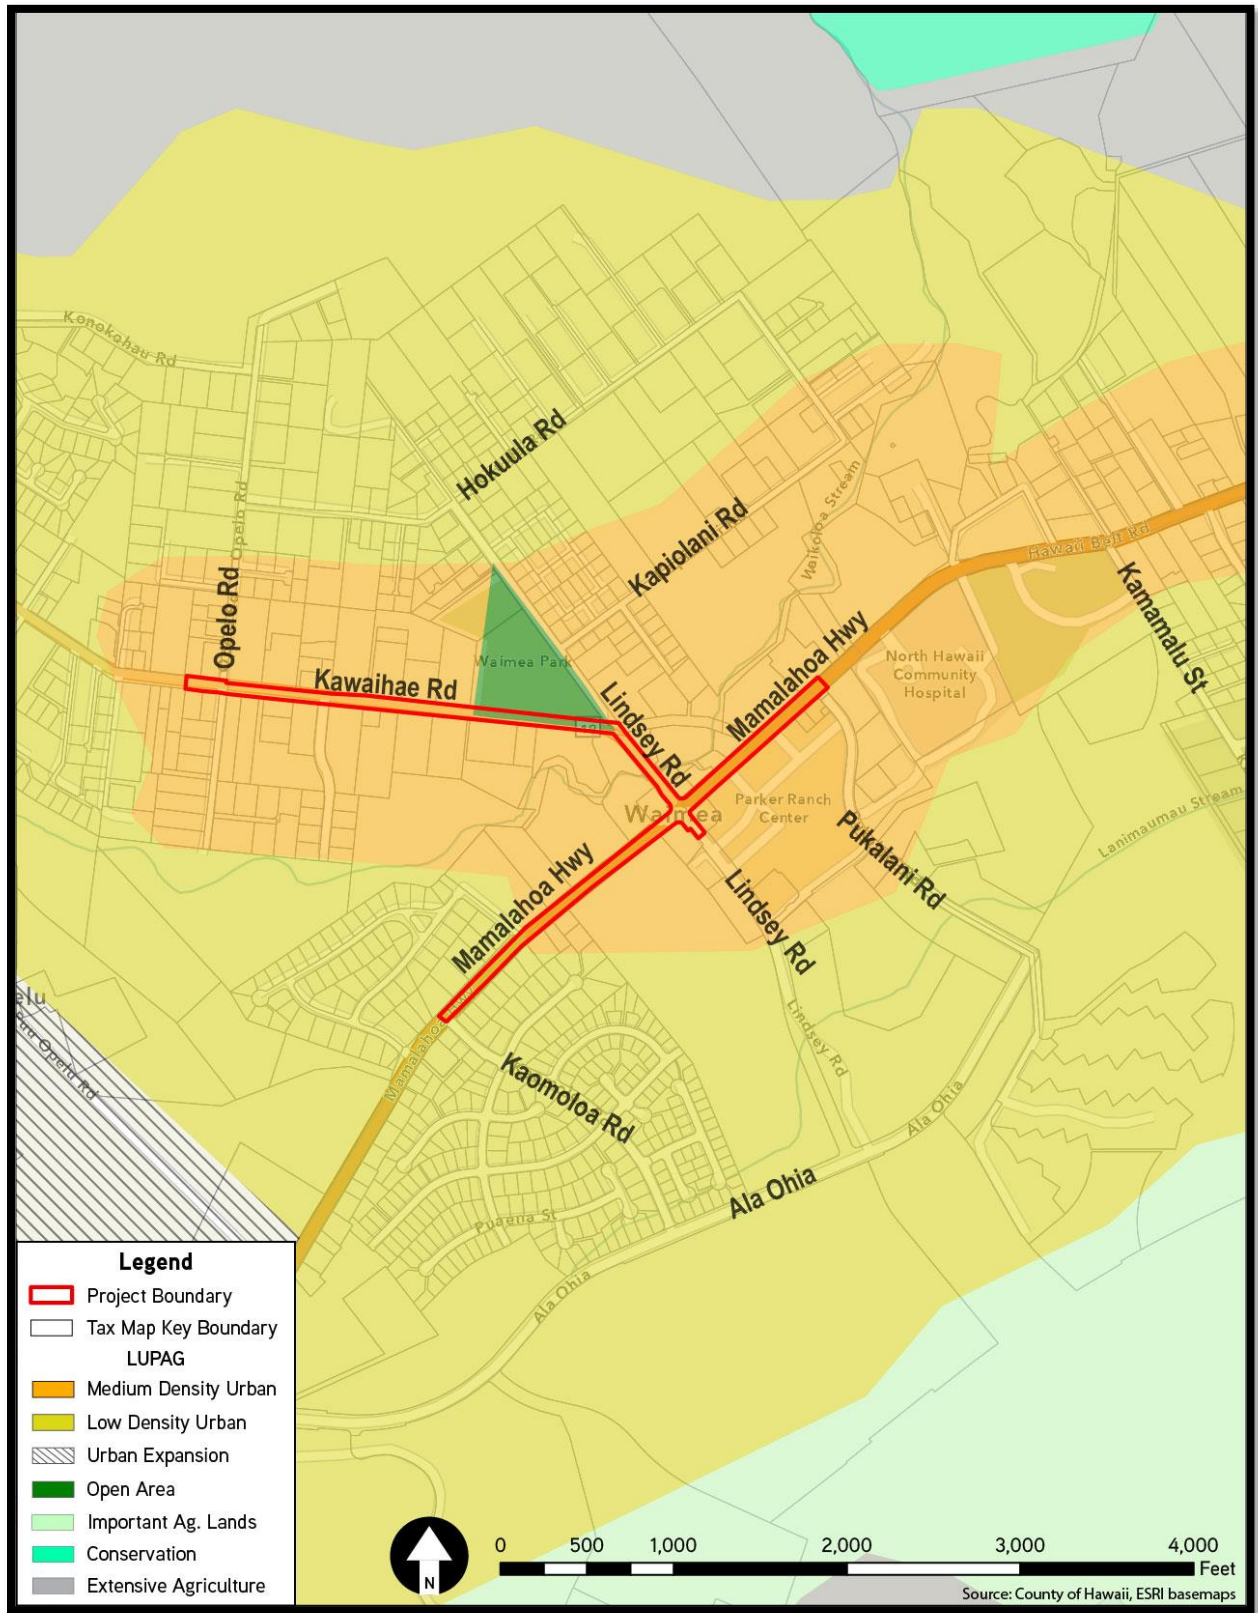 Konokohau Rd
Hokuula Rd
Opelo Rd
Kapiolani Rd
Waikoloa Stream
Hawaii Belt Rd
Opelo Rd
Kamamalu St
Waimea Park
Kawaihae Rd
Mamalahoa Hwy
North Hawaii
Community
Hospital
Lindsey Rd
Waimea
Parker Ranch
Center
Lanimaumau Stream
Pukalani Rd
Mamalahoa Hwy
Lindsey Rd
elu
Puu Opelu Rd
Lindsey Rd
Kaomoloa Rd
Ala Ohia
Ala Ohia
Puaena St
Ala Ohia
Legend
Project Boundary
Tax Map Key Boundary
LUPAG
Medium Density Urban
Low Density Urban
Urban Expansion
Open Area
Important Ag. Lands
Conservation
Extensive Agriculture
N
0 500 1,000 2,000 3,000 4,000
Feet
Source: County of Hawaii, ESRI basemaps